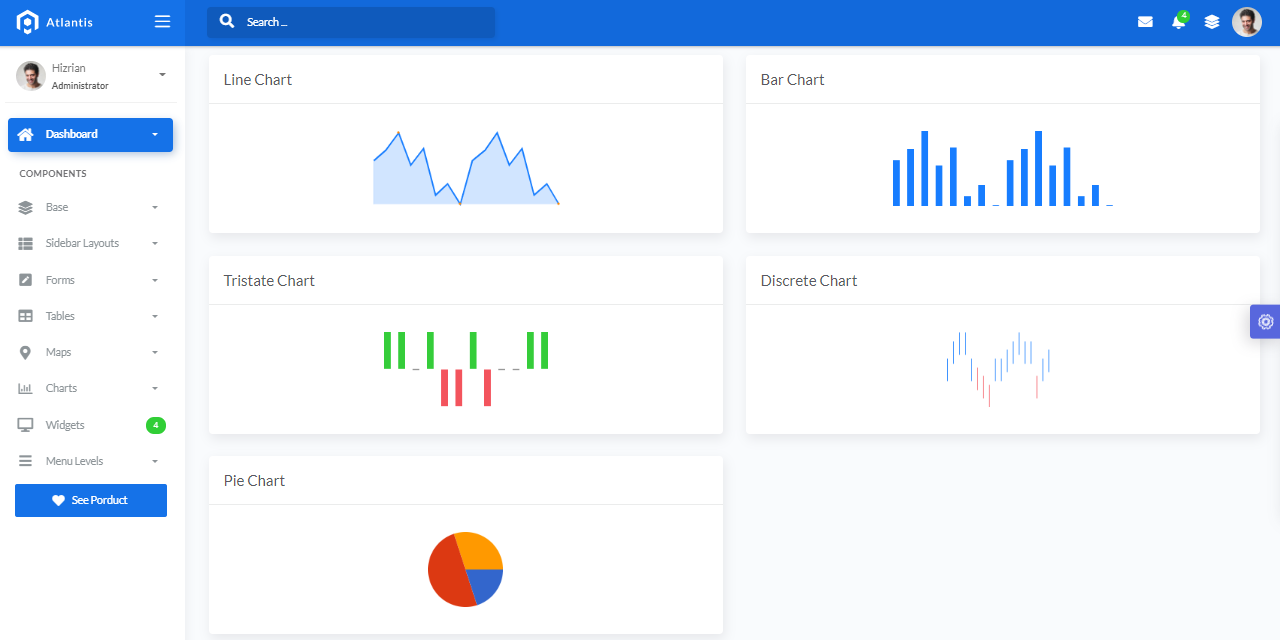 Atlantis
Search ...
4
Hizrian
Administrator
Dashboard
COMPONENTS
Base
Sidebar Layouts
Forms
Tables
Maps
Charts
Widgets 4
Menu Levels
See Porduct
Line Chart
Bar Chart
Tristate Chart
Discrete Chart
Pie Chart